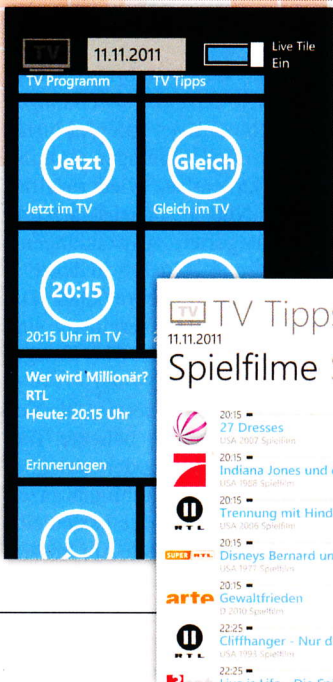 TV
11.11.2011
Live Tile
Ein
TV Programm
TV Tipps
Jetzt
Gleich
Jetzt im TV
Gleich im TV
20:15
20:15 Uhr im TV
Wer wird Millionär?
RTL
Heute: 20:15 Uhr
Erinnerungen
TV
TV Tipps
11.11.2011
Spielfilme
20:15
27 Dresses
USA 2007 Spielfilm
20:15
Indiana Jones und
USA 1988 Spielfilm
20:15
Trennung mit Hind
RTL
USA 2006 Spielfilm
20:15
SUPER RTL
Disneys Bernard un
USA 1977
20:15
arte
Gewaltfrieden
D 2010 Spielfilm
22:25
Cliffhanger - Nur d
RTL
USA 1993 Spielfilm
22:25